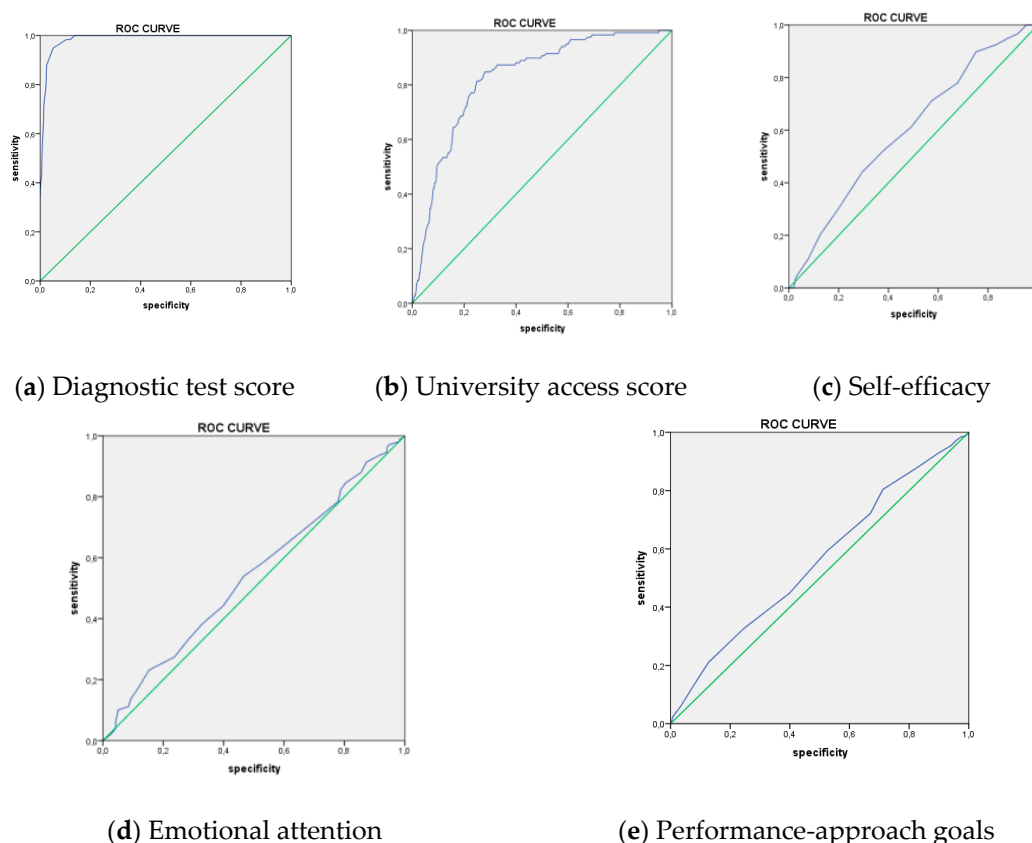 ROC CURVE
sensitivity
1,0
0,8
0,6
0,4
0,2
0,0
0,0 0,2 0,4 0,6 0,8 1,0
specificity
(a) Diagnostic test score
ROC CURVE
sensitivity
1,0
0,8
0,6
0,4
0,2
0,0
0,0 0,2 0,4 0,6 0,8 1,0
specificity
(b) University access score
ROC CURVE
sensitivity
1,0
0,8
0,6
0,4
0,2
0,0
0,0 0,2 0,4 0,6 0,8
specificity
(c) Self-efficacy
ROC CURVE
sensitivity
1,0
0,8
0,6
0,4
0,2
0,0
0,0 0,2 0,4 0,6 0,8 1,0
specificity
(d) Emotional attention
ROC CURVE
sensitivity
1,0
0,8
0,6
0,4
0,2
0,0
0,0 0,2 0,4 0,6 0,8 1,0
specificity
(e) Performance-approach goals